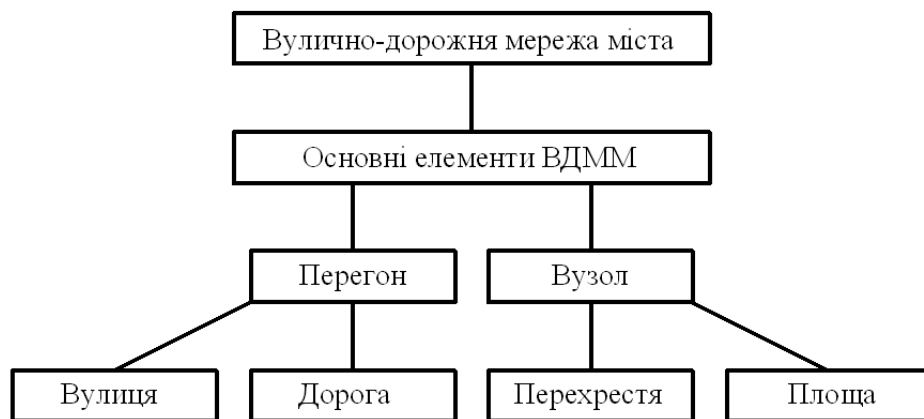 Вулично-дорожня мережа міста
Основні елементи ВДММ
Перегон
Вузол
Вулиця
Дорога
Перехрестя
Площа